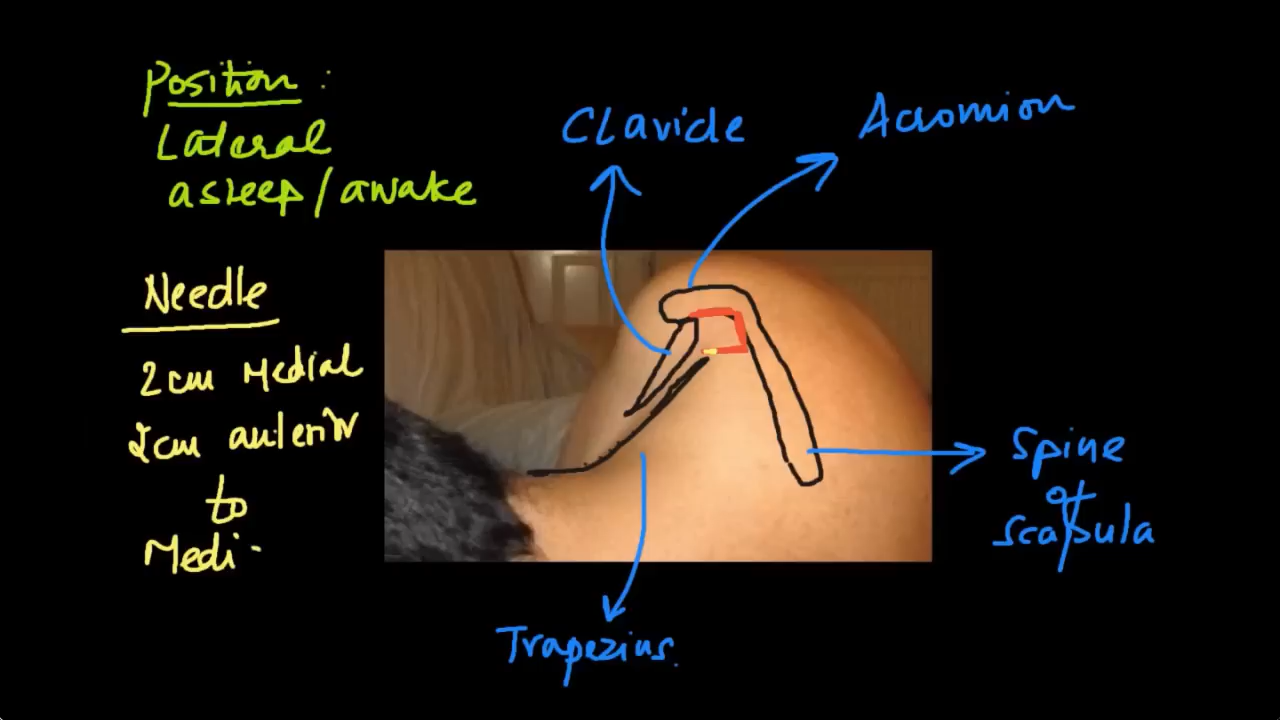 Position :
Lateral
asleep/awake
Needle
2cm Medial
2cm anterior
to
Medi
Clavicle
Acromion
Spine
of
scapula
Trapezius.